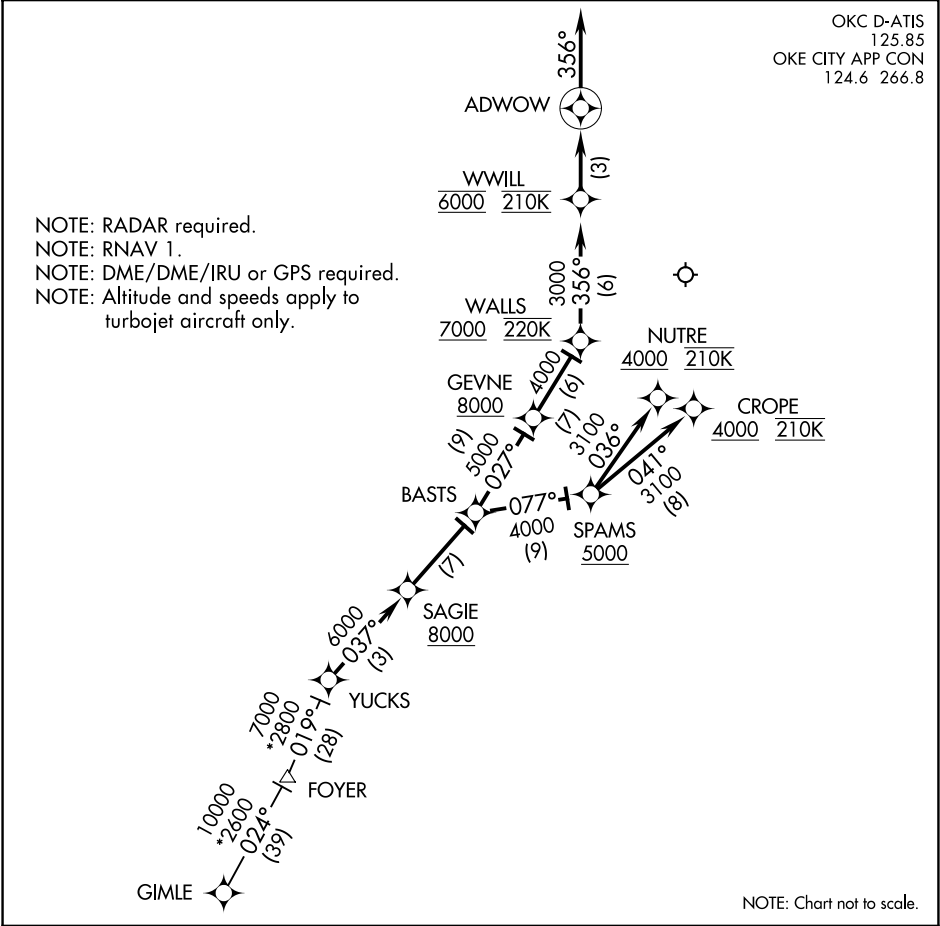 OKC D-ATIS
125.85
OKE CITY APP CON
124.6 266.8
356°
ADWOW
(3)
WWILL
6000 210K
NOTE: RADAR required.
NOTE: RNAV 1.
NOTE: DME/DME/IRU or GPS required.
NOTE: Altitude and speeds apply to
turbojet aircraft only.
3000
356°
(6)
WALLS
7000 220K
NUTRE
4000 210K
GEVNE
8000
4000
(6)
CROPE
4000 210K
(9)
5000
027°
(7)
3100
036°
041°
3100
(8)
BASTS
077°
4000
(9)
SPAMS
5000
(7)
SAGIE
8000
6000
037°
(3)
YUCKS
7000
*2800
019°
(28)
FOYER
10000
*2600
024°
(39)
GIMLE
NOTE: Chart not to scale.